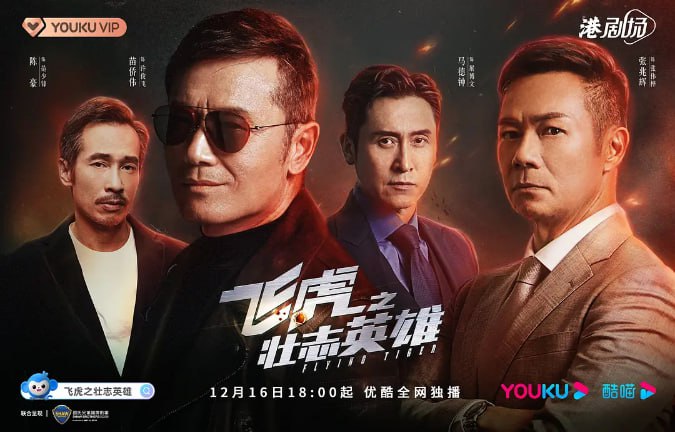 YOUKU VIP
港剧场
陈豪
苗侨伟
马德钟
张兆辉
飞虎之
壮志英雄
FLYING TIGER
飞虎之壮志英雄
12月16日18:00起 优酷全网独播
YOUKU
酷喵
联合呈现